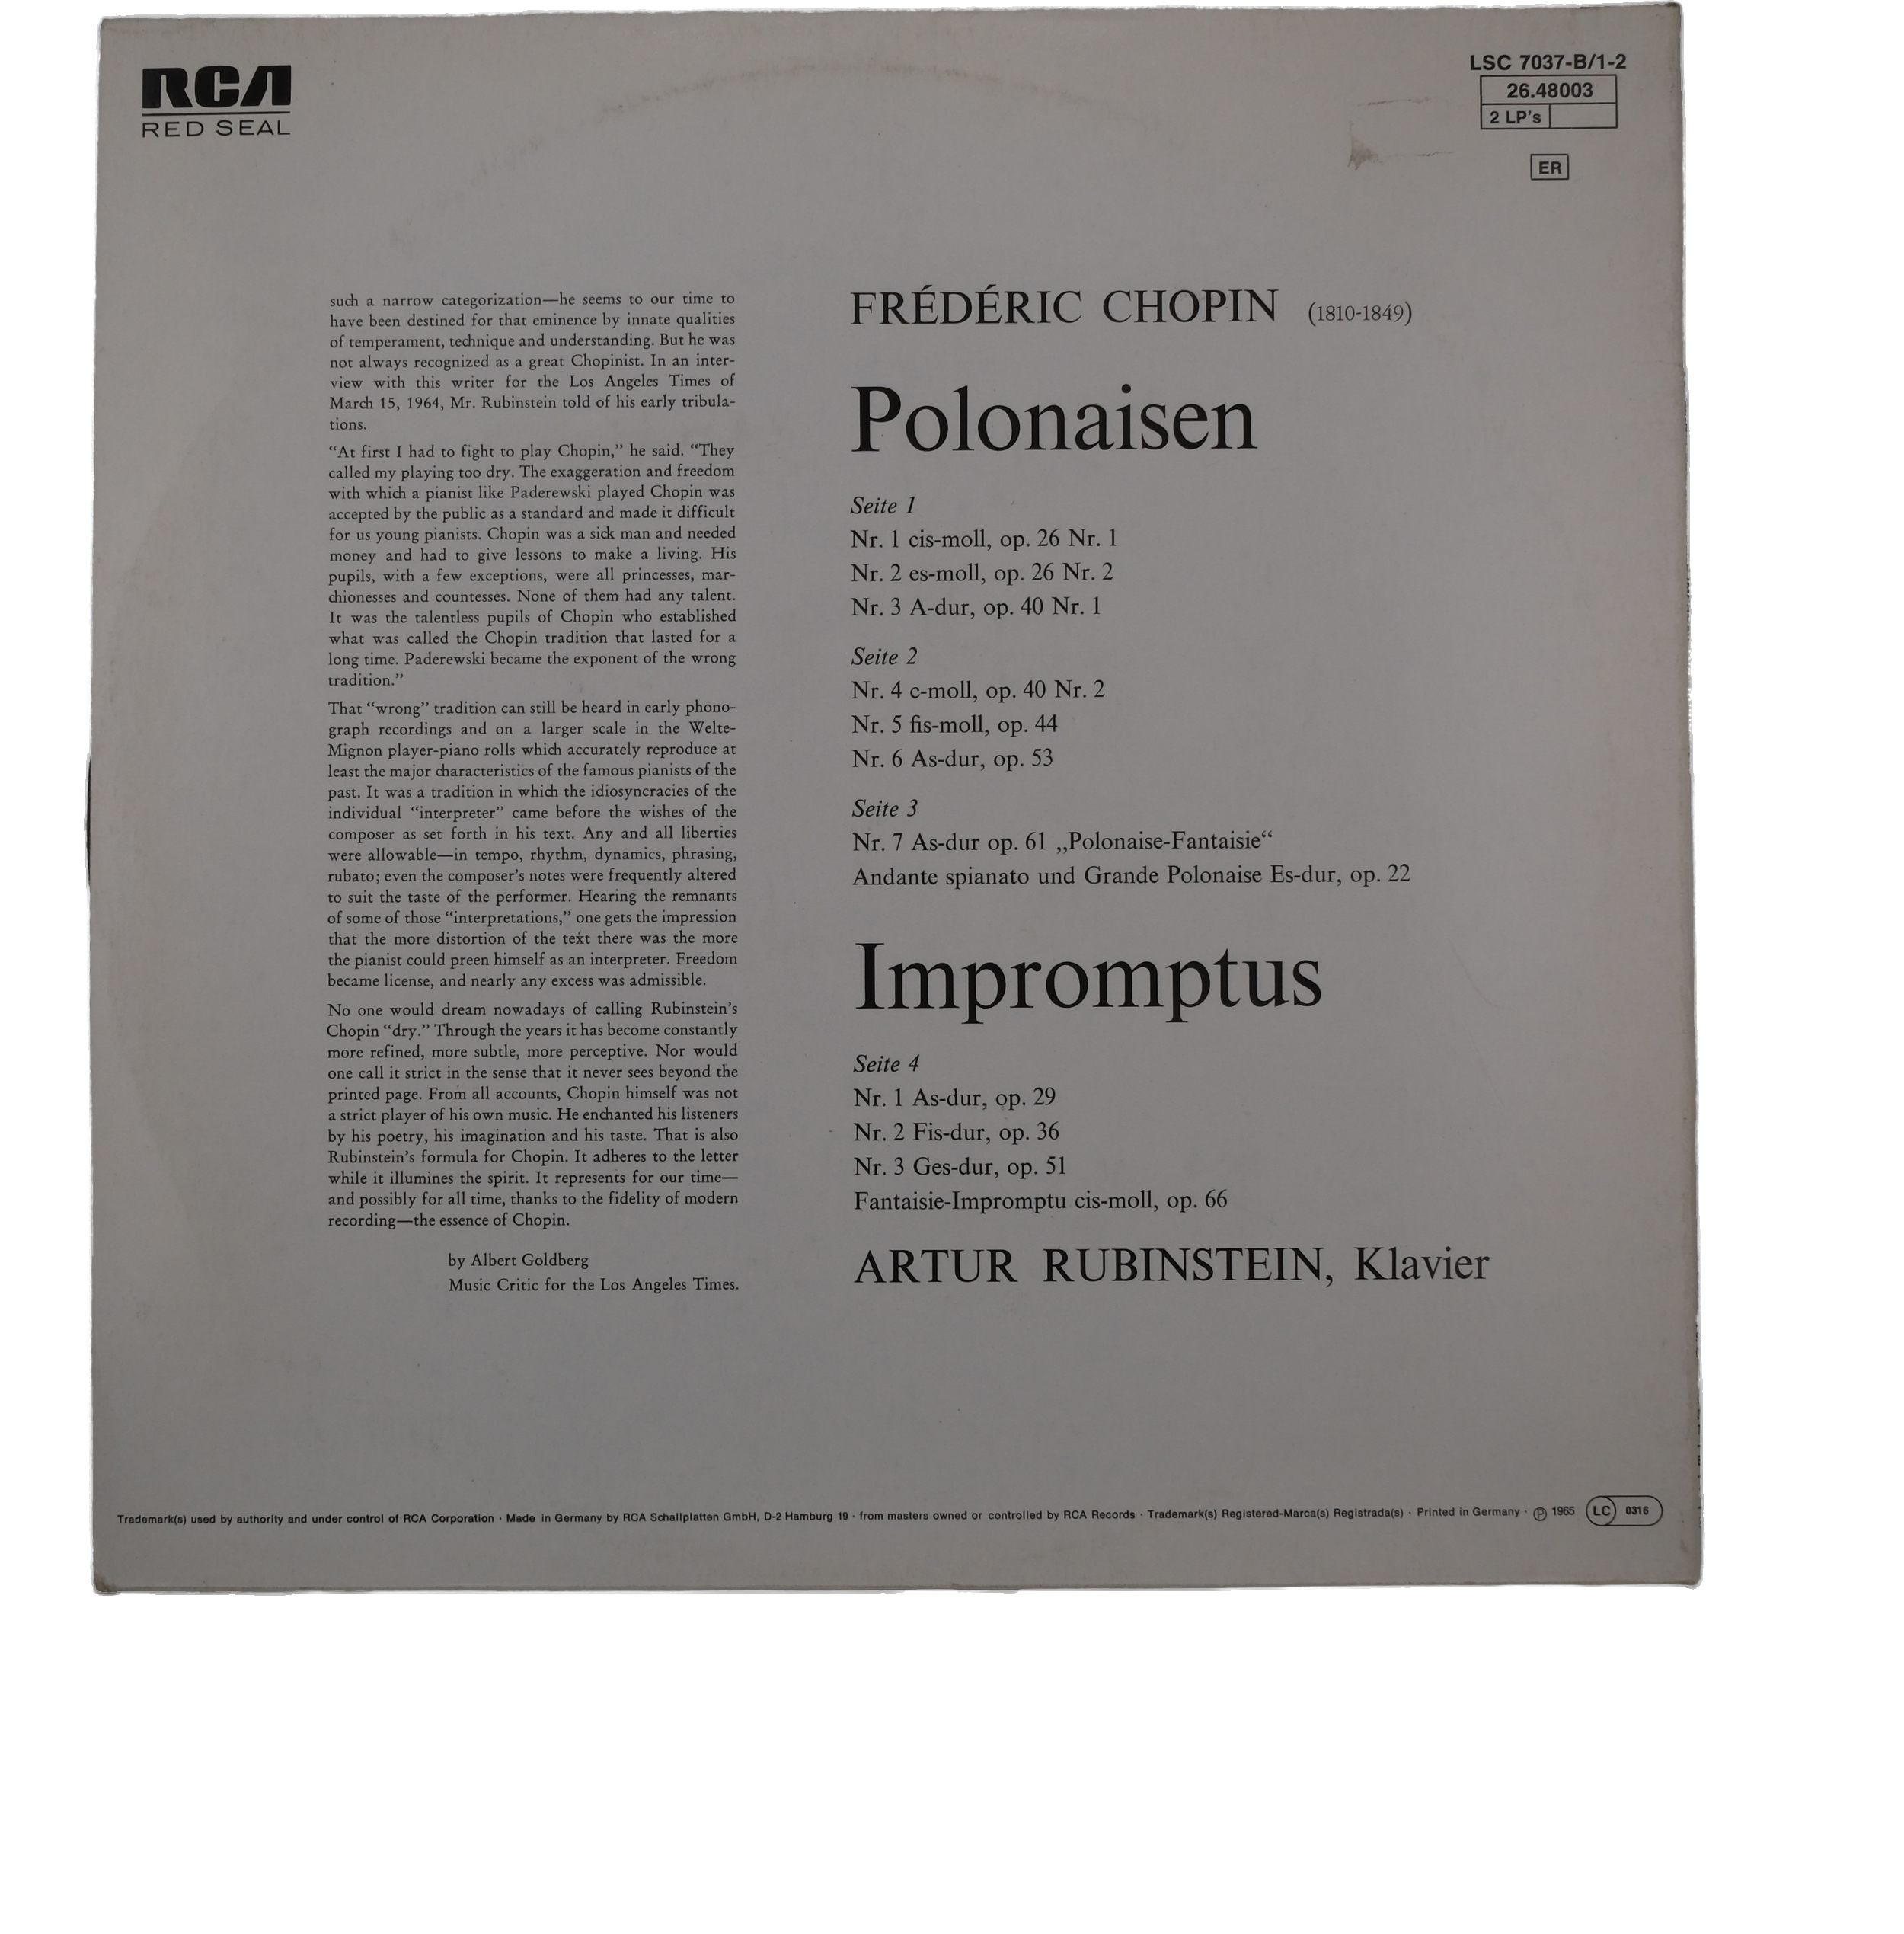 RCA
RED SEAL
LSC 7037-B/1-2
26.48003
2 LP's
ER
such a narrow categorization—he seems to our time to
have been destined for that eminence by innate qualities
of temperament, technique and understanding. But he was
not always recognized as a great Chopinist. In an inter-
view with this writer for the Los Angeles Times of
March 15, 1964, Mr. Rubinstein told of his early tribula-
tions.
“At first I had to fight to play Chopin,” he said. “They
called my playing too dry. The exaggeration and freedom
with which a pianist like Paderewski played Chopin was
accepted by the public as a standard and made it difficult
for us young pianists. Chopin was a sick man and needed
money and had to give lessons to make a living. His
pupils, with a few exceptions, were all princesses, mar-
chionesses and countesses. None of them had any talent.
It was the talentless pupils of Chopin who established
what was called the Chopin tradition that lasted for a
long time. Paderewski became the exponent of the wrong
tradition.”
That “wrong” tradition can still be heard in early phono-
graph recordings and on a larger scale in the Welte-
Mignon player-piano rolls which accurately reproduce at
least the major characteristics of the famous pianists of the
past. It was a tradition in which the idiosyncracies of the
individual “interpreter” came before the wishes of the
composer as set forth in his text. Any and all liberties
were allowable—in tempo, rhythm, dynamics, phrasing,
rubato; even the composer’s notes were frequently altered
to suit the taste of the performer. Hearing the remnants
of some of those “interpretations,” one gets the impression
that the more distortion of the text there was the more
the pianist could preen himself as an interpreter. Freedom
became license, and nearly any excess was admissible.
No one would dream nowadays of calling Rubinstein’s
Chopin “dry.” Through the years it has become constantly
more refined, more subtle, more perceptive. Nor would
one call it strict in the sense that it never sees beyond the
printed page. From all accounts, Chopin himself was not
a strict player of his own music. He enchanted his listeners
by his poetry, his imagination and his taste. That is also
Rubinstein’s formula for Chopin. It adheres to the letter
while it illumines the spirit. It represents for our time—
and possibly for all time, thanks to the fidelity of modern
recording—the essence of Chopin.
by Albert Goldberg
Music Critic for the Los Angeles Times.
FRÉDÉRIC CHOPIN (1810-1849)
Polonaisen
Seite 1
Nr. 1 cis-moll, op. 26 Nr. 1
Nr. 2 es-moll, op. 26 Nr. 2
Nr. 3 A-dur, op. 40 Nr. 1
Seite 2
Nr. 4 c-moll, op. 40 Nr. 2
Nr. 5 fis-moll, op. 44
Nr. 6 As-dur, op. 53
Seite 3
Nr. 7 As-dur op. 61 „Polonaise-Fantaisie“
Andante spianato und Grande Polonaise Es-dur, op. 22
Impromptus
Seite 4
Nr. 1 As-dur, op. 29
Nr. 2 Fis-dur, op. 36
Nr. 3 Ges-dur, op. 51
Fantaisie-Impromptu cis-moll, op. 66
ARTUR RUBINSTEIN, Klavier
Trademark(s) used by authority and under control of RCA Corporation · Made in Germany by RCA Schallplatten GmbH, D-2 Hamburg 19 · from masters owned or controlled by RCA Records · Trademark(s) Registered-Marca(s) Registrada(s) · Printed in Germany · ℗ 1965 LC 0316